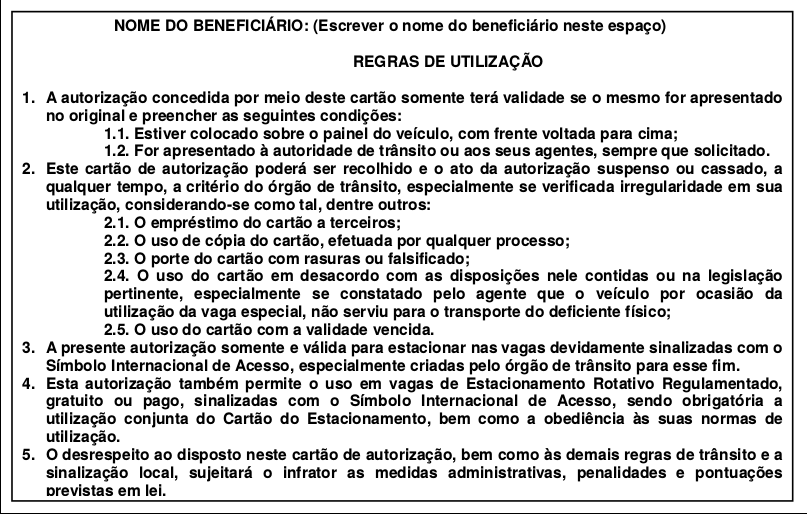 NOME DO BENEFICIÁRIO: (Escrever o nome do beneficiário neste espaço)
REGRAS DE UTILIZAÇÃO
1. A autorização concedida por meio deste cartão somente terá validade se o mesmo for apresentado
no original e preencher as seguintes condições:
1.1. Estiver colocado sobre o painel do veículo, com frente voltada para cima;
1.2. For apresentado à autoridade de trânsito ou aos seus agentes, sempre que solicitado.
2. Este cartão de autorização poderá ser recolhido e o ato da autorização suspenso ou cassado, a
qualquer tempo, a critério do órgão de trânsito, especialmente se verificada irregularidade em sua
utilização, considerando-se como tal, dentre outros:
2.1. O empréstimo do cartão a terceiros;
2.2. O uso de cópia do cartão, efetuada por qualquer processo;
2.3. O porte do cartão com rasuras ou falsificado;
2.4. O uso do cartão em desacordo com as disposições nele contidas ou na legislação
pertinente, especialmente se constatado pelo agente que o veículo por ocasião da
utilização da vaga especial, não serviu para o transporte do deficiente físico;
2.5. O uso do cartão com a validade vencida.
3. A presente autorização somente e válida para estacionar nas vagas devidamente sinalizadas com o
Símbolo Internacional de Acesso, especialmente criadas pelo órgão de trânsito para esse fim.
4. Esta autorização também permite o uso em vagas de Estacionamento Rotativo Regulamentado,
gratuito ou pago, sinalizadas com o Símbolo Internacional de Acesso, sendo obrigatória a
utilização conjunta do Cartão do Estacionamento, bem como a obediência às suas normas de
utilização.
5. O desrespeito ao disposto neste cartão de autorização, bem como às demais regras de trânsito e a
sinalização local, sujeitará o infrator as medidas administrativas, penalidades e pontuações
previstas em lei.